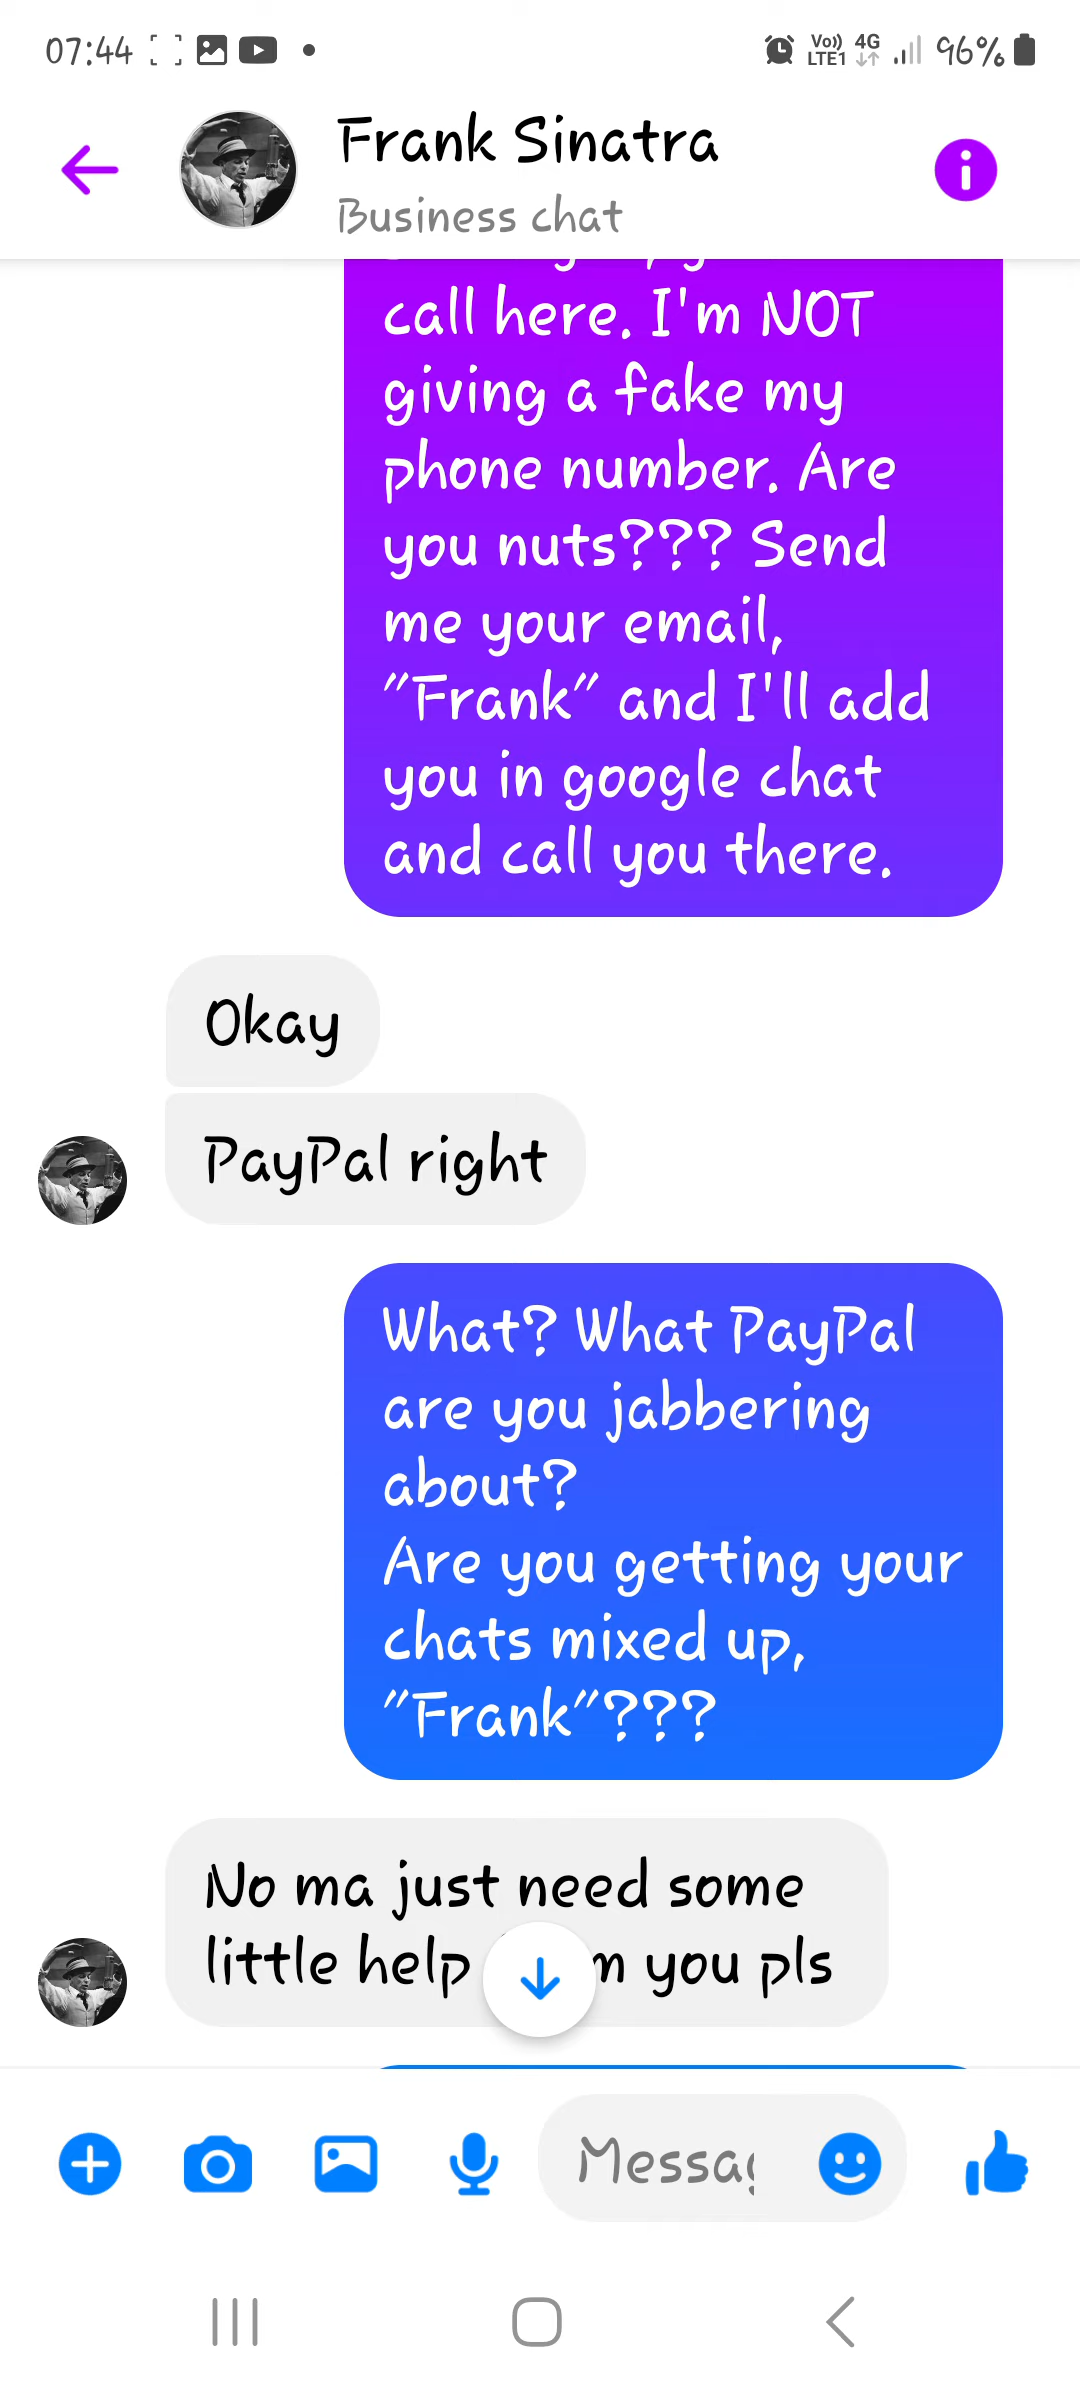 07:44
Vo)) 4G
LTE1
96%
Frank Sinatra
Business chat
call here. I'm NOT
giving a fake my
phone number. Are
you nuts??? Send
me your email,
"Frank" and I'll add
you in google chat
and call you there.
Okay
PayPal right
What? What PayPal
are you jabbering
about?
Are you getting your
chats mixed up,
"Frank"???
No ma just need some
little help you pls